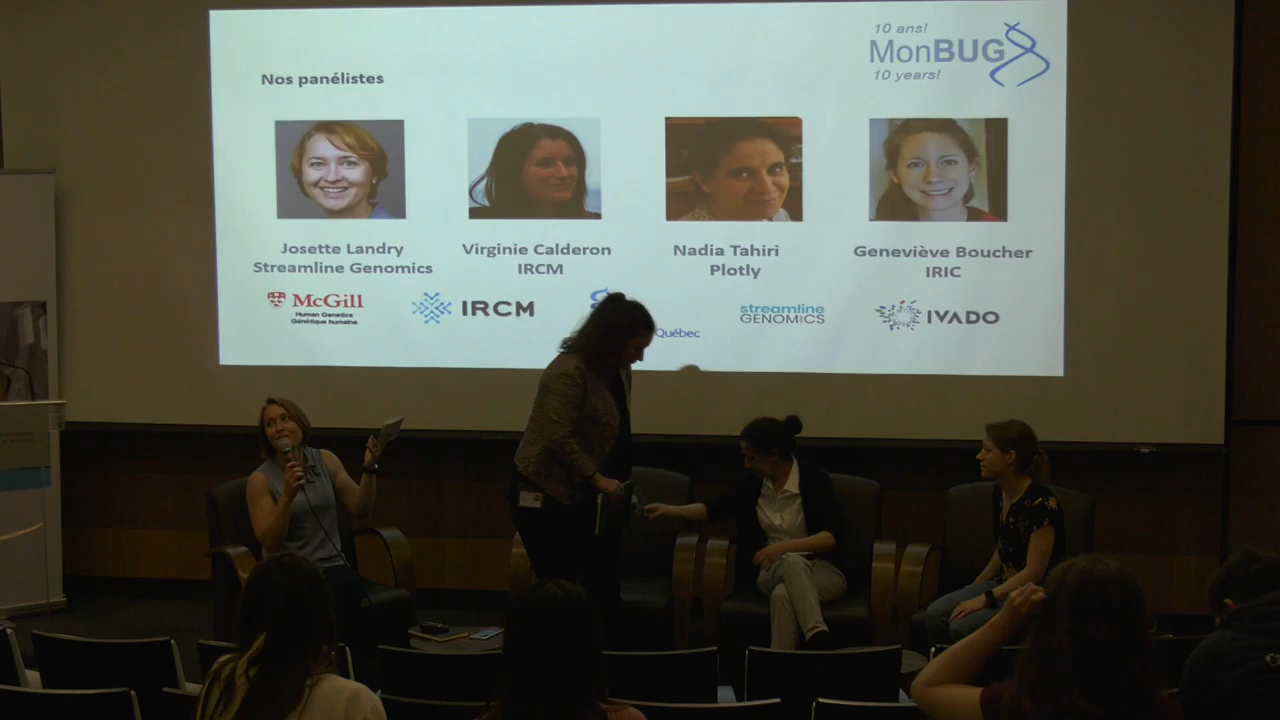 10 ans!
MonBUG
10 years!
Nos panélistes
Josette Landry
Streamline Genomics
Virginie Calderon
IRCM
Nadia Tahiri
Plotly
Geneviève Boucher
IRIC
McGill
Human Genetics
Génétique humaine
IRCM
Québec
streamline
GENOMICS
IVADO